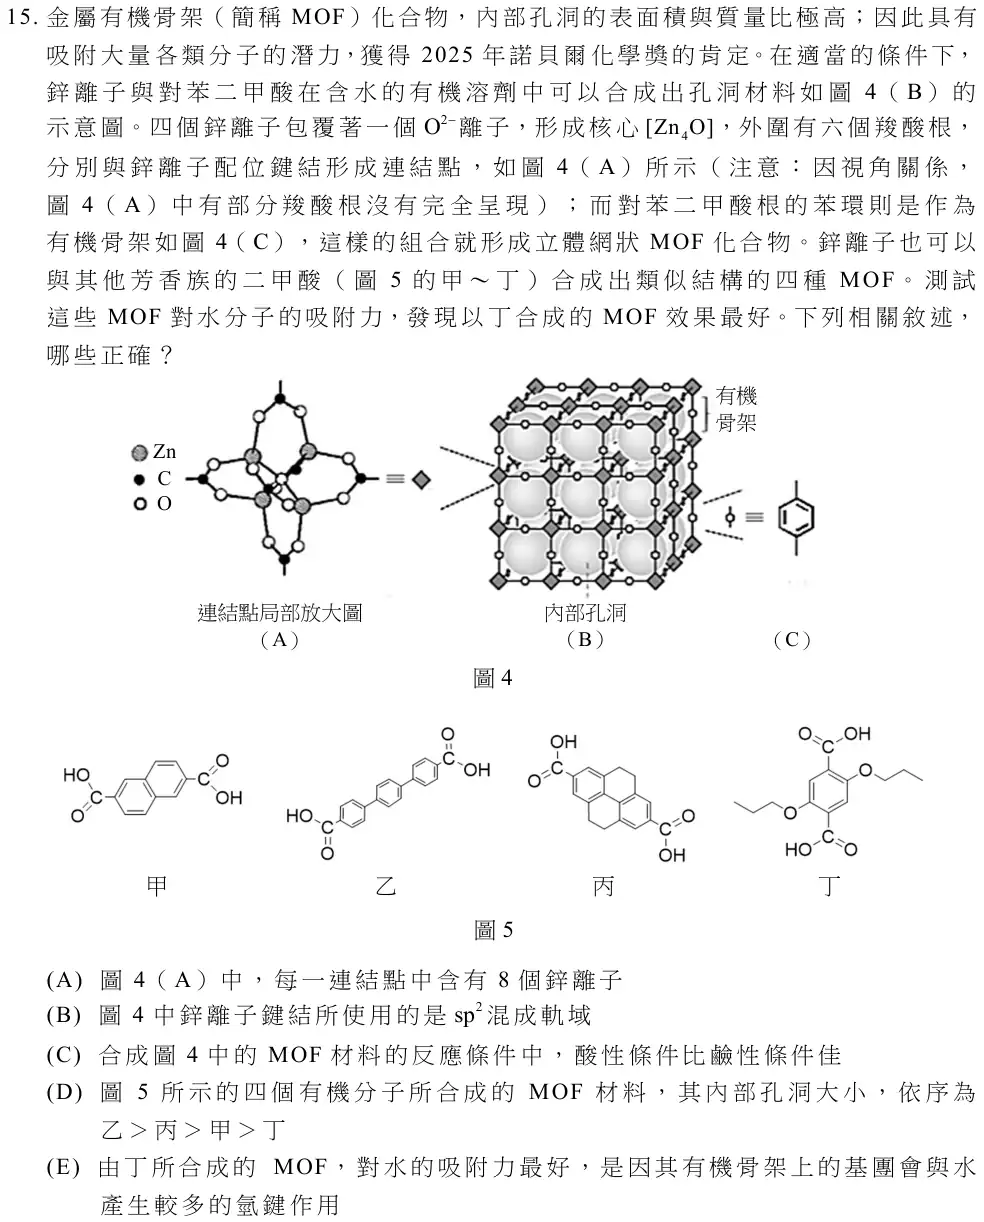 15. 金屬有機骨架（簡稱 MOF）化合物，內部孔洞的表面積與質量比極高；因此具有
吸附大量各類分子的潛力，獲得 2025 年諾貝爾化學獎的肯定。在適當的條件下，
鋅離子與對苯二甲酸在含水的有機溶劑中可以合成出孔洞材料如圖 4（B）的
示意圖。四個鋅離子包覆著一個 O²⁻離子，形成核心 [Zn₄O]，外圍有六個羧酸根，
分別與鋅離子配位鍵結形成連結點，如圖 4（A）所示（注意：因視角關係，
圖 4（A）中有部分羧酸根沒有完全呈現）；而對苯二甲酸根的苯環則是作為
有機骨架如圖 4（C），這樣的組合就形成立體網狀 MOF 化合物。鋅離子也可以
與其他芳香族的二甲酸（圖 5 的甲～丁）合成出類似結構的四種 MOF。測試
這些 MOF 對水分子的吸附力，發現以丁合成的 MOF 效果最好。下列相關敘述，
哪些正確？
有機
骨架
Zn
C
O
連結點局部放大圖
（A）
內部孔洞
（B）
（C）
圖 4
HO C O C O OH
O C OH HO C O
OH C O C O OH
O C OH O O HO C O
甲 乙 丙 丁
圖 5
(A) 圖 4（A）中，每一連結點中含有 8 個鋅離子
(B) 圖 4 中鋅離子鍵結所使用的是 sp² 混成軌域
(C) 合成圖 4 中的 MOF 材料的反應條件中，酸性條件比鹼性條件佳
(D) 圖 5 所示的四個有機分子所合成的 MOF 材料，其內部孔洞大小，依序為
乙＞丙＞甲＞丁
(E) 由丁所合成的 MOF，對水的吸附力最好，是因其有機骨架上的基團會與水
產生較多的氫鍵作用